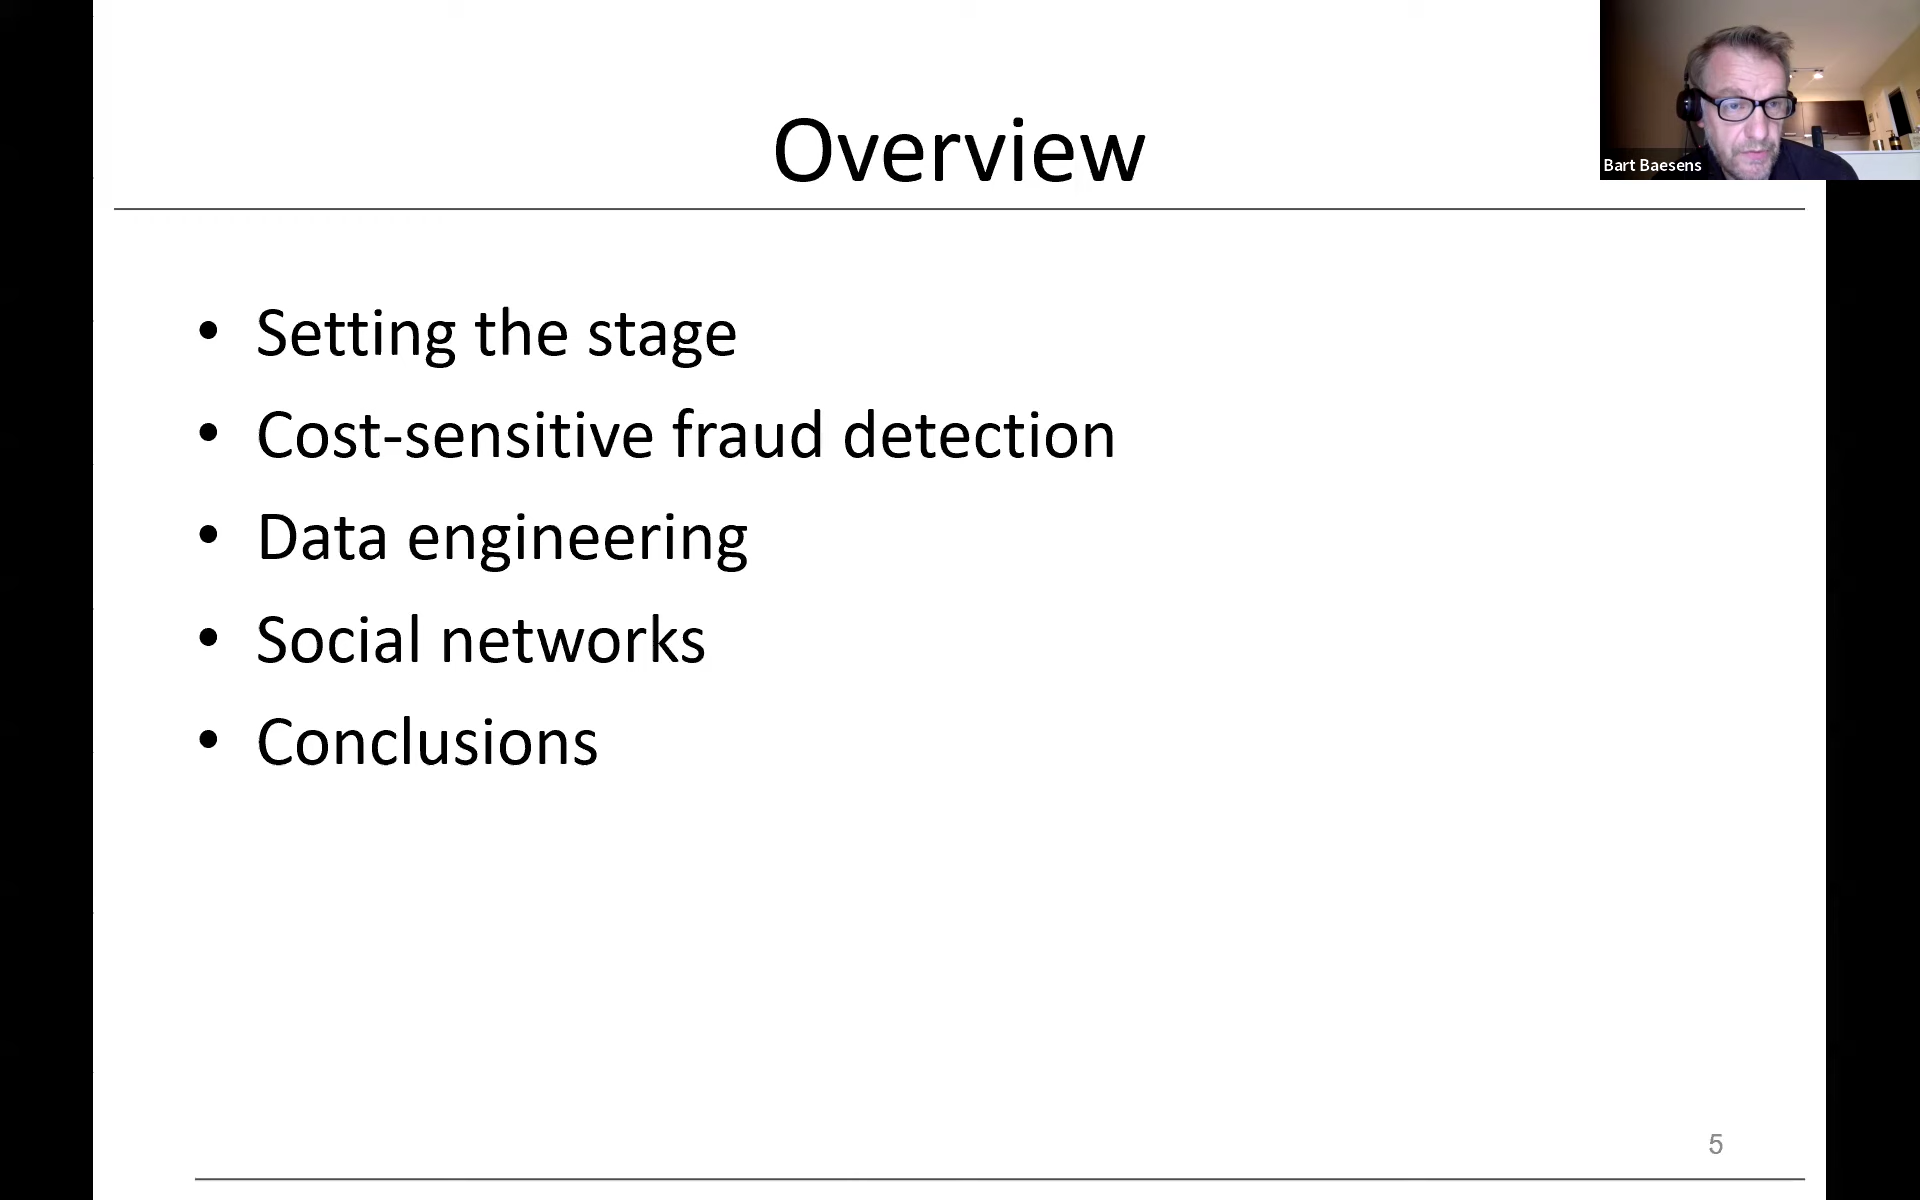 Overview
Bart Baesens
• Setting the stage
• Cost-sensitive fraud detection
• Data engineering
• Social networks
• Conclusions
5